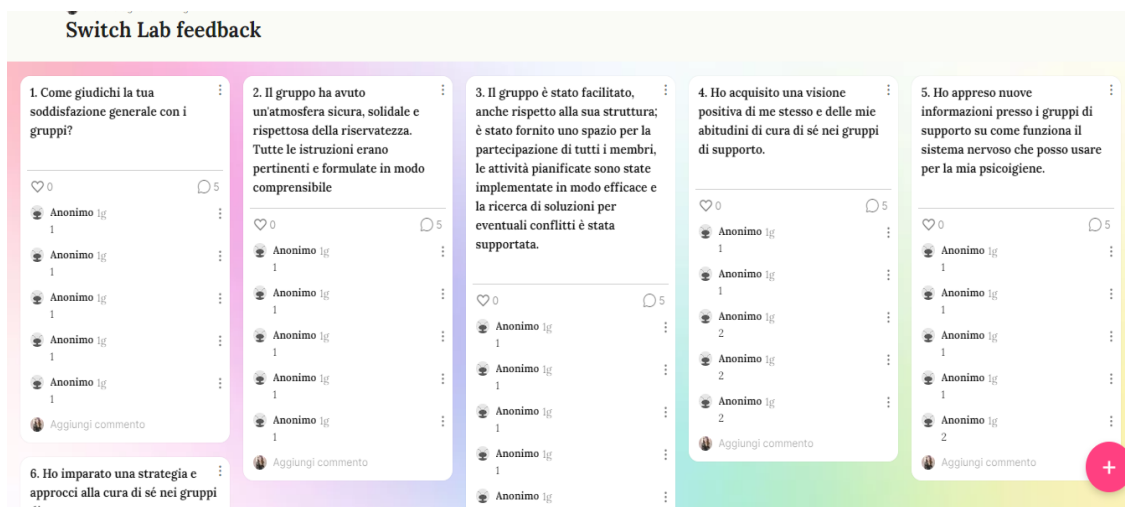 Switch Lab feedback
1. Come giudichi la tua
soddisfazione generale con i
gruppi?
0
5
Anonimo 1g
1
Anonimo 1g
1
Anonimo 1g
1
Anonimo 1g
1
Anonimo 1g
1
Aggiungi commento
6. Ho imparato una strategia e
approcci alla cura di sé nei gruppi
2. Il gruppo ha avuto
un'atmosfera sicura, solidale e
rispettosa della riservatezza.
Tutte le istruzioni erano
pertinenti e formulate in modo
comprensibile
0
5
Anonimo 1g
1
Anonimo 1g
1
Anonimo 1g
1
Anonimo 1g
1
Anonimo 1g
1
Aggiungi commento
3. Il gruppo è stato facilitato,
anche rispetto alla sua struttura;
è stato fornito uno spazio per la
partecipazione di tutti i membri,
le attività pianificate sono state
implementate in modo efficace e
la ricerca di soluzioni per
eventuali conflitti è stata
supportata.
0
5
Anonimo 1g
1
Anonimo 1g
1
Anonimo 1g
1
Anonimo 1g
1
Anonimo 1g
4. Ho acquisito una visione
positiva di me stesso e delle mie
abitudini di cura di sé nei gruppi
di supporto.
0
5
Anonimo 1g
1
Anonimo 1g
1
Anonimo 1g
2
Anonimo 1g
2
Anonimo 1g
2
Aggiungi commento
5. Ho appreso nuove
informazioni presso i gruppi di
supporto su come funziona il
sistema nervoso che posso usare
per la mia psicoigiene.
0
5
Anonimo 1g
1
Anonimo 1g
1
Anonimo 1g
1
Anonimo 1g
1
Anonimo 1g
2
Aggiungi commento